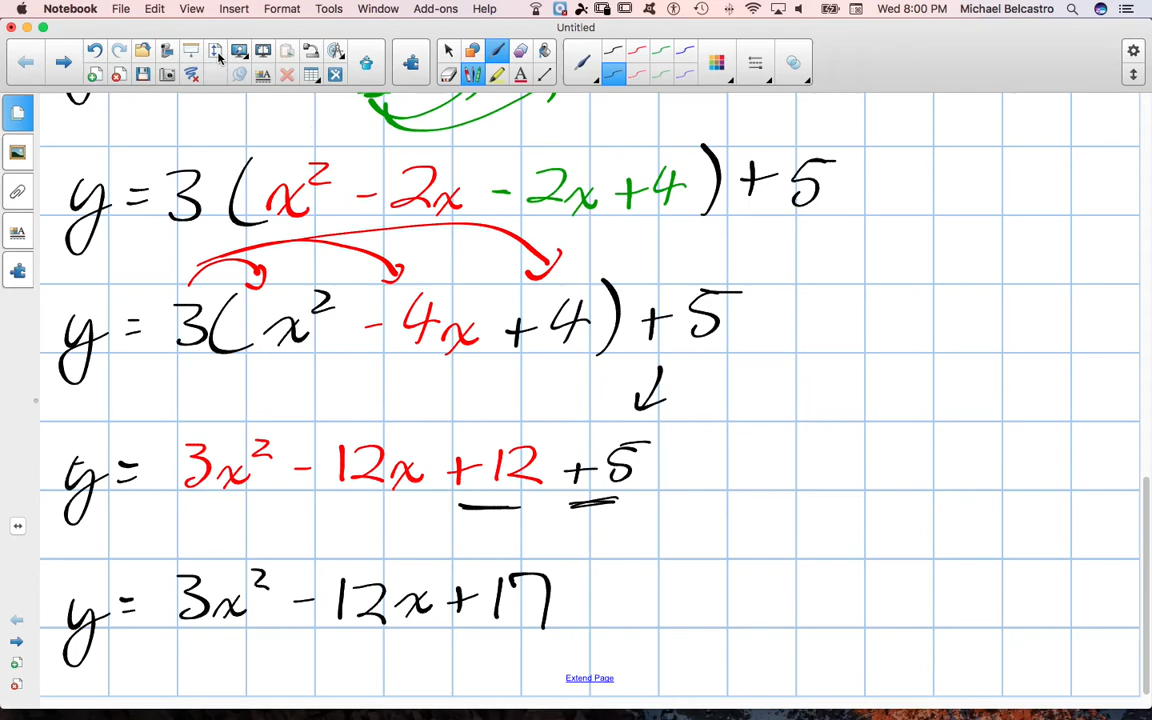 Notebook File Edit View Insert Format Tools Window Add-ons Help Wed 8:00 PM Michael Belcastro
Untitled
y = 3(x² - 2x - 2x + 4) + 5
y = 3(x² - 4x + 4) + 5
y = 3x² - 12x + 12 + 5
y = 3x² - 12x + 17
Extend Page